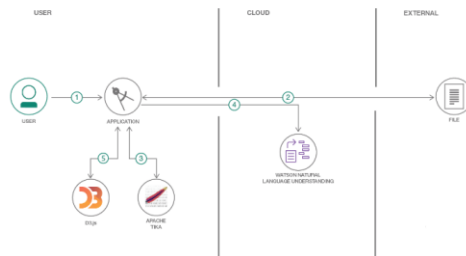 USER
CLOUD
EXTERNAL
1
2
4
USER
APPLICATION
FILE
5
3
WATSON NATURAL
LANGUAGE UNDERSTANDING
D3.js
APACHE
TIKA